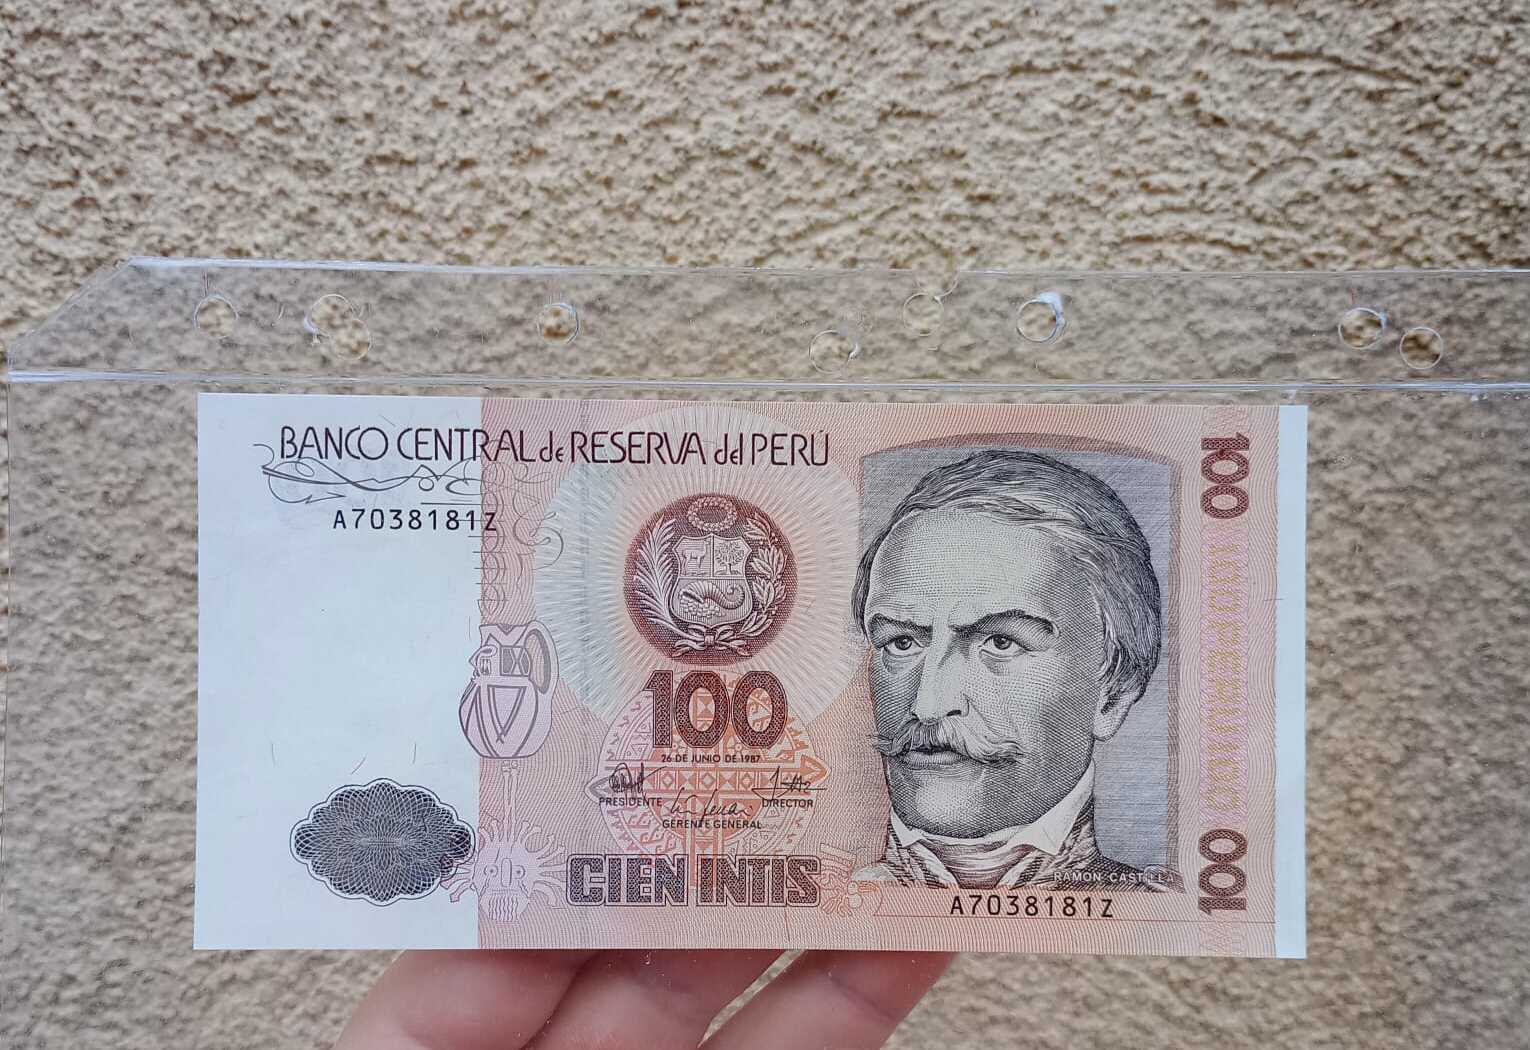 BANCO CENTRAL de RESERVA del PERÚ
A7038181Z
100
26 DE JUNIO DE 1987
PRESIDENTE
DIRECTOR
GERENTE GENERAL
CIEN INTIS
RAMÓN CASTILLA
A7038181Z
100
100